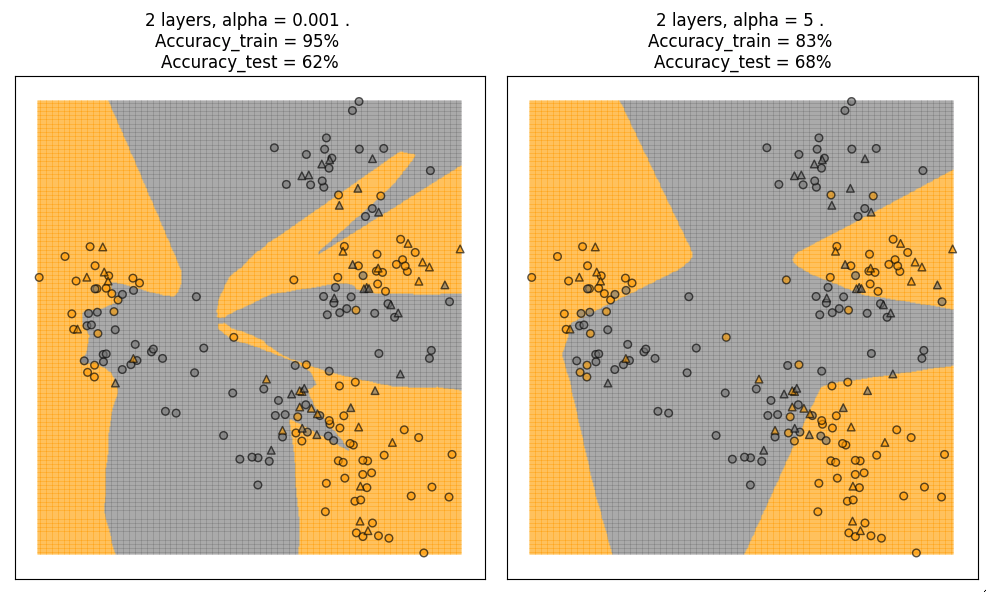 2 layers, alpha = 0.001 .
Accuracy_train = 95%
Accuracy_test = 62%
2 layers, alpha = 5 .
Accuracy_train = 83%
Accuracy_test = 68%